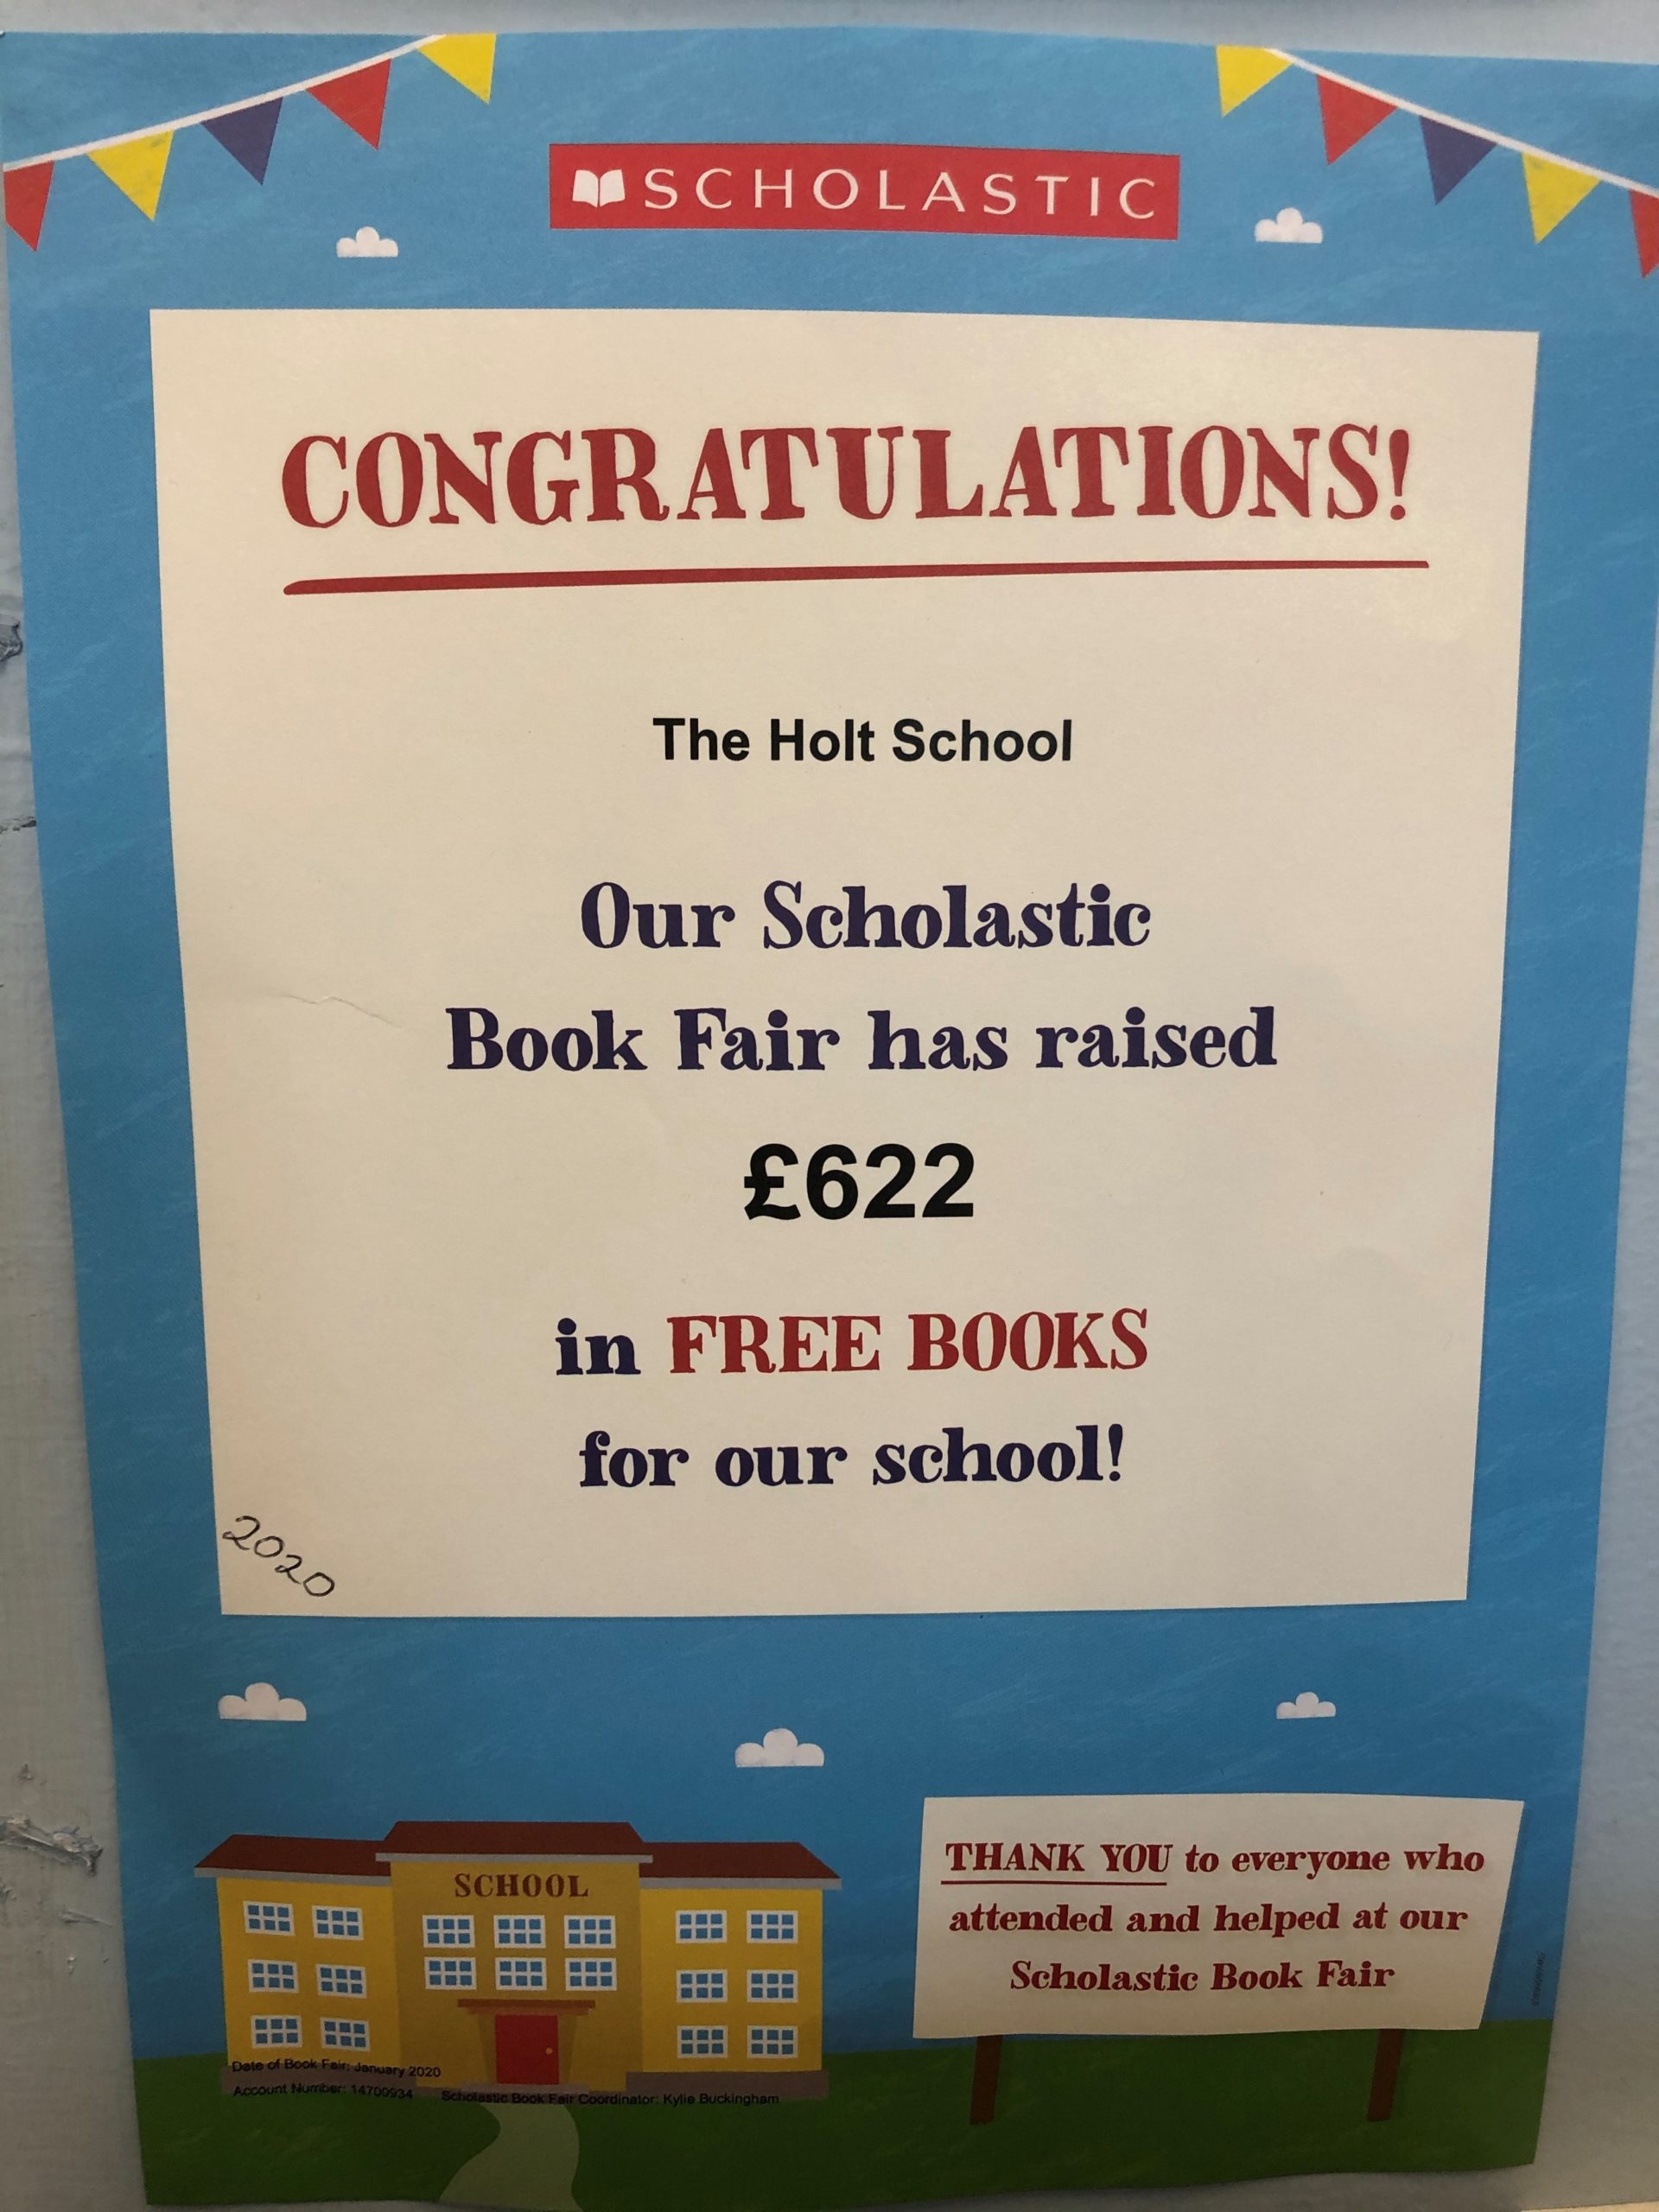 SCHOLASTIC
CONGRATULATIONS!
The Holt School
Our Scholastic
Book Fair has raised
£622
in FREE BOOKS
for our school!
2020
SCHOOL
THANK YOU to everyone who
attended and helped at our
Scholastic Book Fair
Date of Book Fair: January 2020
Account Number: 14700934 Scholastic Book Fair Coordinator: Kylie Buckingham